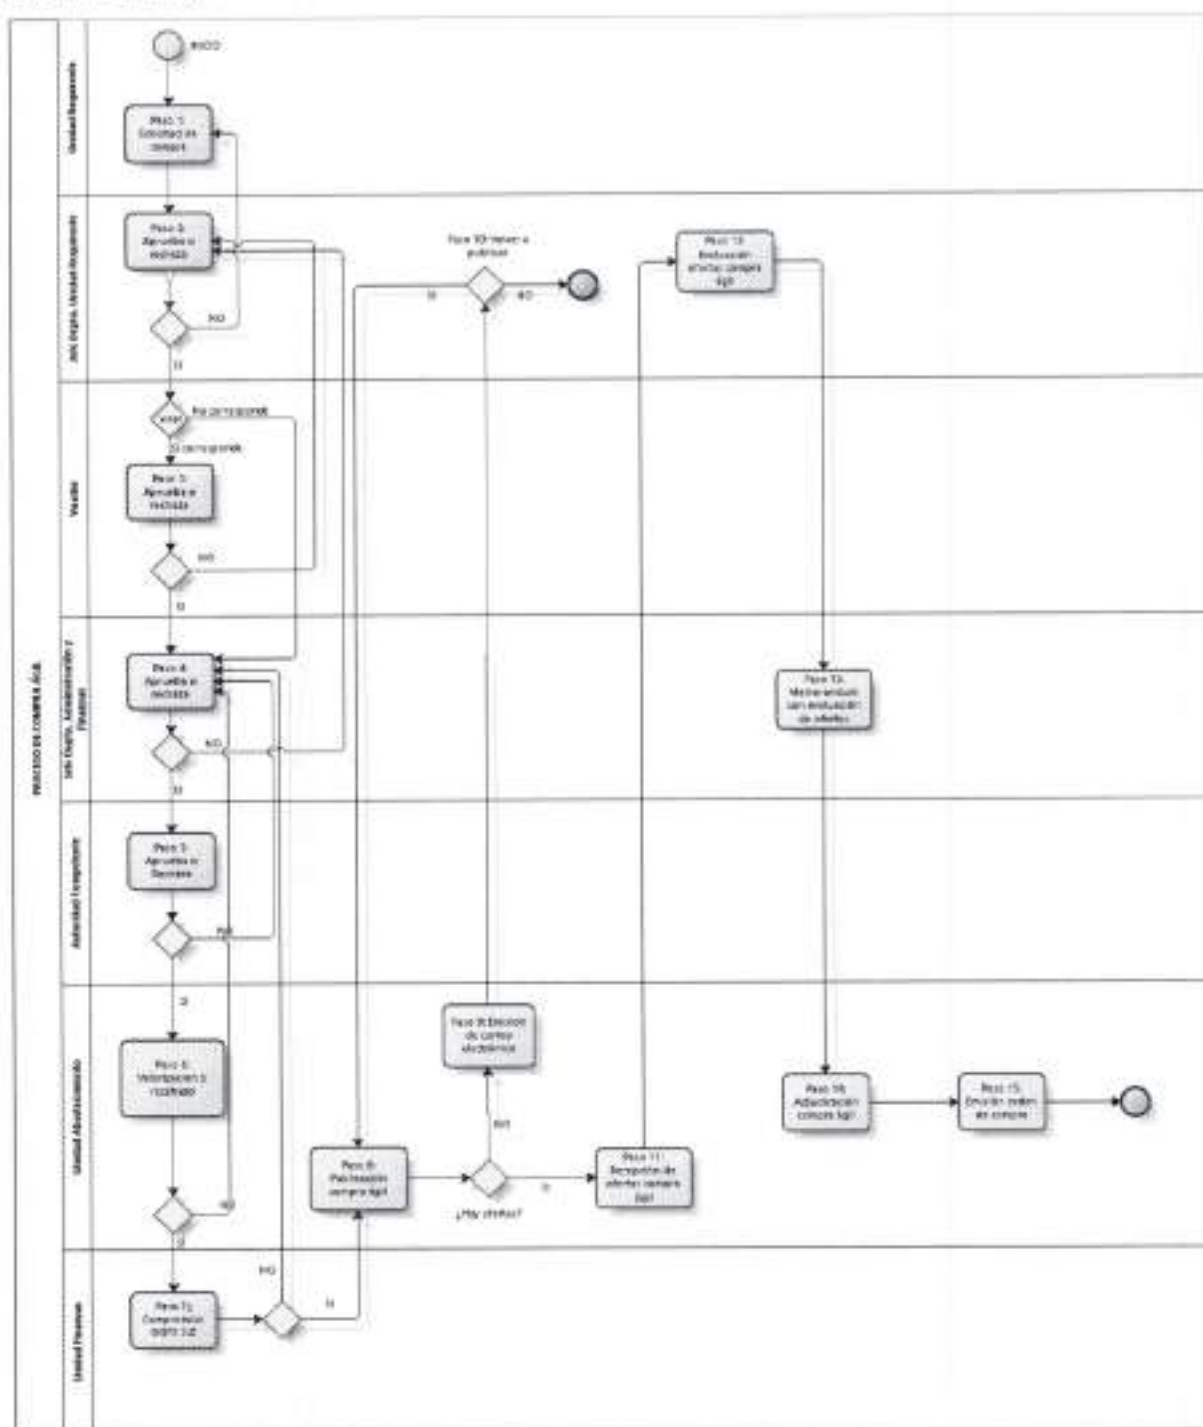 PROCESO DE COMPRA ÁGIL
Unidad Requirente
INICIO
Paso 1:
Solicitud de
compra
Jefe Depto. Unidad Requirente
Paso 2:
Aprueba o
rechaza
NO
SI
Paso 10: Volver a
publicar
SI
NO
Paso 12:
Evaluación
ofertas compra
ágil
No corresponde
Si corresponde
Paso 3:
Aprueba o
rechaza
NO
SI
Jefe Depto. Administración y
Finanzas
Paso 4:
Aprueba o
rechaza
NO
SI
Paso 13:
Memorándum
con evaluación
de ofertas
Autoridad Competente
Paso 5:
Aprueba o
Rechaza
NO
SI
Unidad Abastecimiento
Paso 6:
Valorización o
rechazo
NO
SI
Paso 8:
Publicación
compra ágil
Paso 9: Emisión
de correo
electrónico
NO
SI
¿Hay ofertas?
Paso 11:
Recepción de
ofertas compra
ágil
Paso 14:
Adjudicación
compra ágil
Paso 15:
Emisión orden
de compra
Unidad Finanzas
Paso 7:
Compromiso
NO
SI